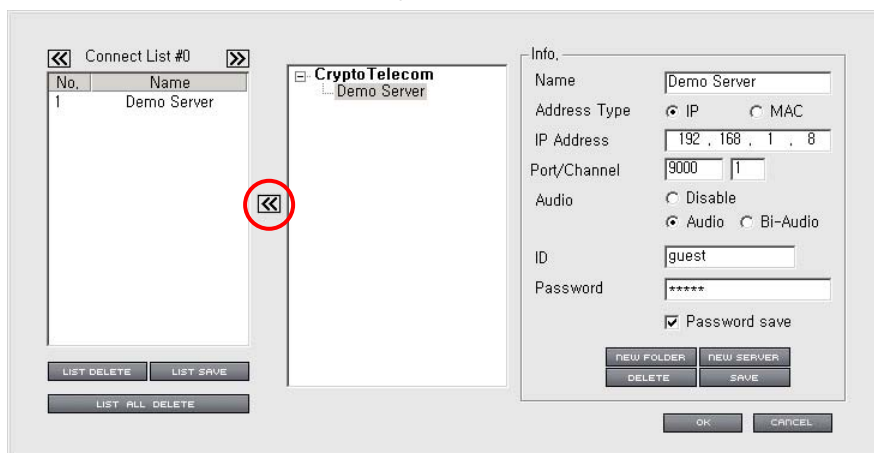 Connect List #0
No. Name
1 Demo Server
LIST DELETE LIST SAVE
LIST ALL DELETE
CryptoTelecom
Demo Server
Info.
Name Demo Server
Address Type IP MAC
IP Address 192 . 168 . 1 . 8
Port/Channel 9000 1
Audio Disable
Audio Bi-Audio
ID guest
Password *****
Password save
NEW FOLDER NEW SERVER
DELETE SAVE
OK CANCEL